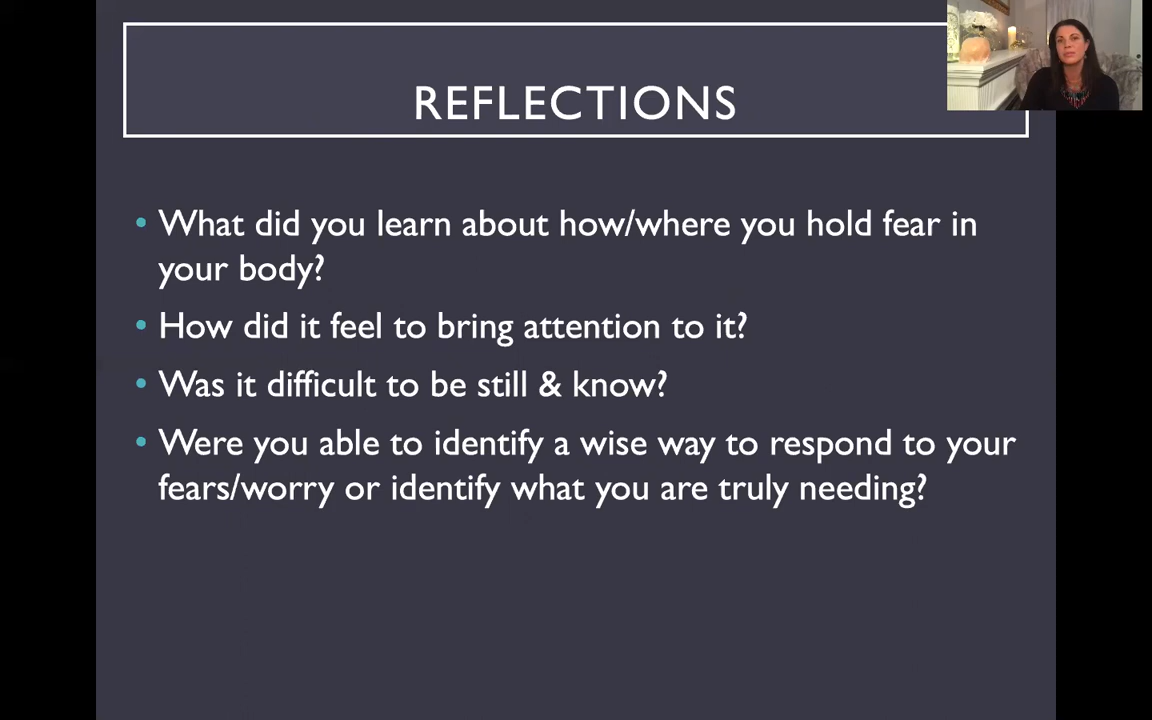 REFLECTIONS
• What did you learn about how/where you hold fear in
your body?
• How did it feel to bring attention to it?
• Was it difficult to be still & know?
• Were you able to identify a wise way to respond to your
fears/worry or identify what you are truly needing?